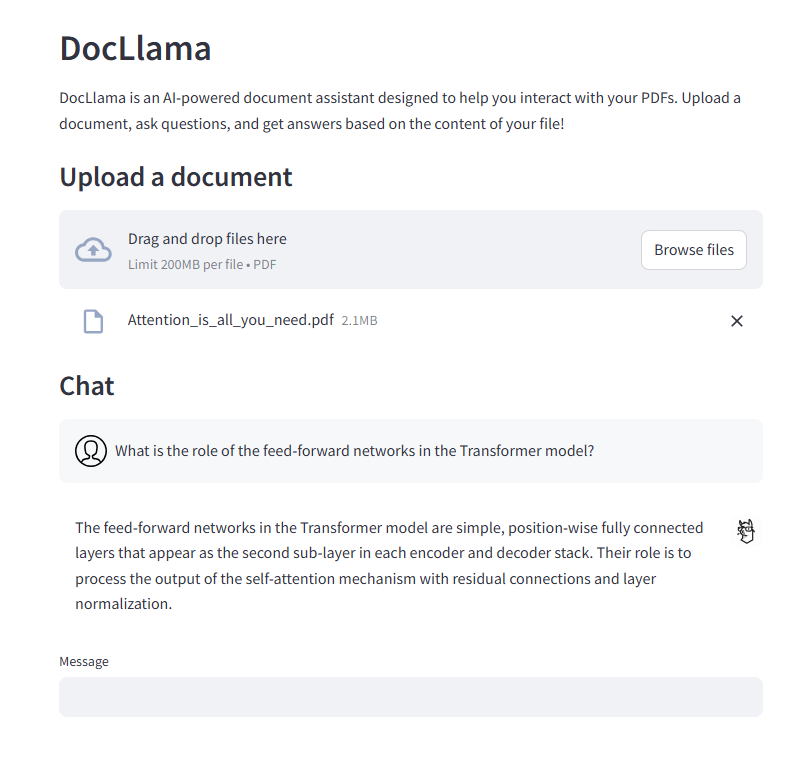 DocLlama
DocLlama is an AI-powered document assistant designed to help you interact with your PDFs. Upload a
document, ask questions, and get answers based on the content of your file!
Upload a document
Drag and drop files here
Limit 200MB per file • PDF
Browse files
Attention_is_all_you_need.pdf 2.1MB
Chat
What is the role of the feed-forward networks in the Transformer model?
The feed-forward networks in the Transformer model are simple, position-wise fully connected
layers that appear as the second sub-layer in each encoder and decoder stack. Their role is to
process the output of the self-attention mechanism with residual connections and layer
normalization.
Message